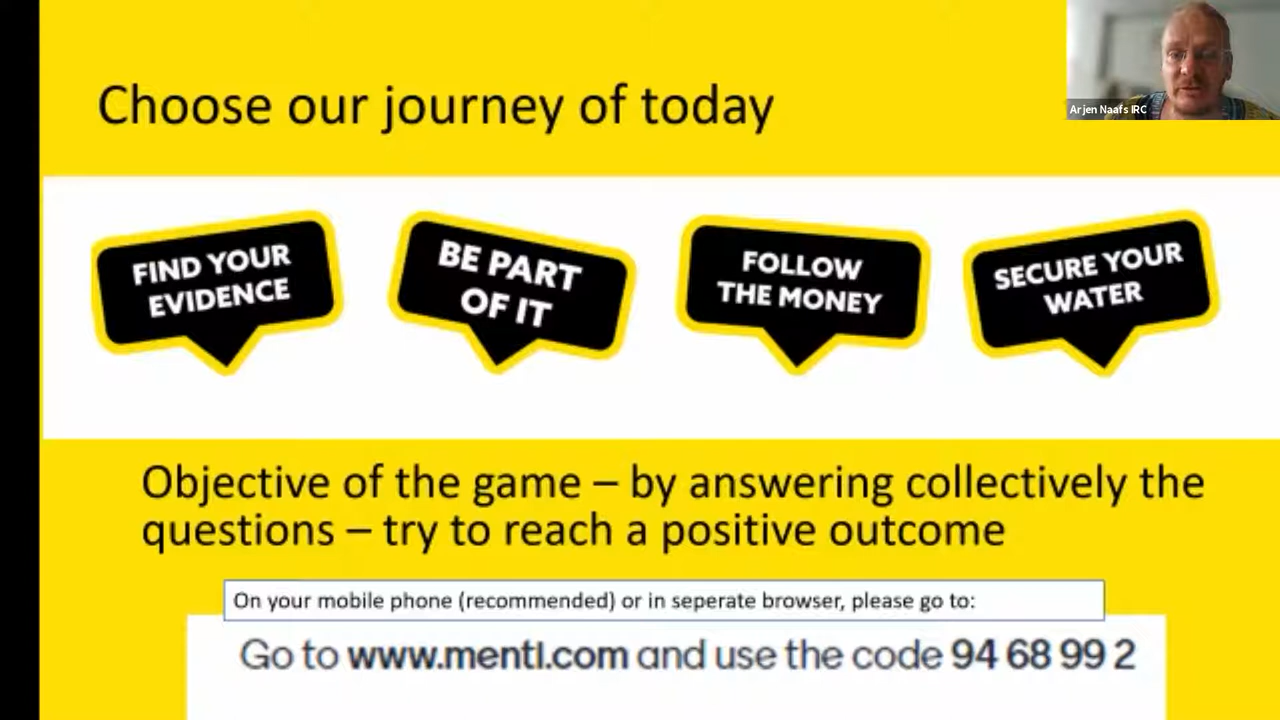 Choose our journey of today
Arjen Naafs IRC
FIND YOUR
EVIDENCE
BE PART
OF IT
FOLLOW
THE MONEY
SECURE YOUR
WATER
Objective of the game – by answering collectively the
questions – try to reach a positive outcome
On your mobile phone (recommended) or in seperate browser, please go to:
Go to www.menti.com and use the code 94 68 99 2